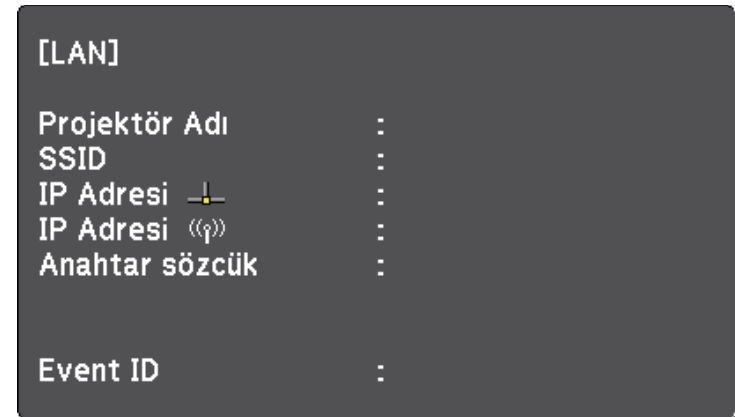 [LAN]
Projektör Adı :
SSID :
IP Adresi :
IP Adresi :
Anahtar sözcük :
Event ID :